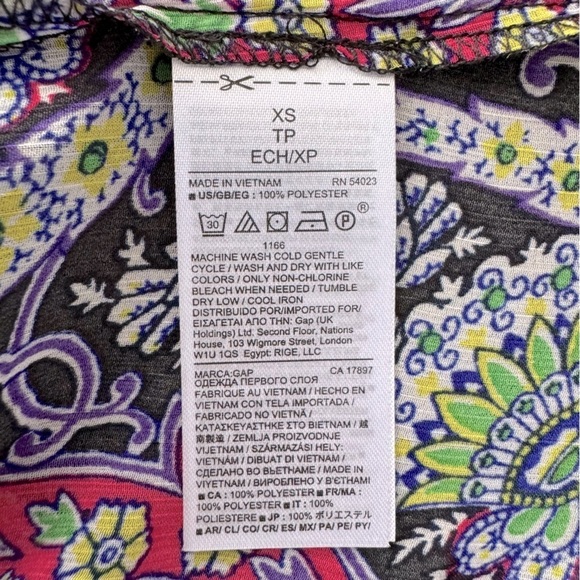 XS
TP
ECH/XP
MADE IN VIETNAM RN 54023
■ US/GB/EG : 100% POLYESTER
30 P ®
1166
MACHINE WASH COLD GENTLE
CYCLE / WASH AND DRY WITH LIKE
COLORS / ONLY NON-CHLORINE
BLEACH WHEN NEEDED / TUMBLE
DRY LOW / COOL IRON
DISTRIBUIDO POR/IMPORTADO EM/
ΕΙΣΑΓΕΤΑΙ ΑΠΟ ΤΗΝ: Gap (UK
Holdings) Ltd. Second Floor, Nations
House, 103 Wigmore Street, London
W1U 1QS Egypt: RIGE, LLC
MARCA:GAP CA 17897
ОДЕЖДА ПЕРВОГО СЛОЯ
FABRIQUE AU VIETNAM / HECHO EN
VIETNAM CON TELA IMPORTADA /
FABRICADO NO VIETNÃ /
ΚΑΤΑΣΚΕΥΑΣΤΗΚΕ ΣΤΟ ΒΙΕΤΝΑΜ / 越
南製造 / ZEMLJA PROIZVODNJE
VIJETNAM / SZÁRMAZÁSI HELY:
VIETNÁM / DIBUAT DI VIETNAM /
СДЕЛАНО ВО ВЬЕТНАМЕ / MADE IN
VIYETNAM / WYPRODUKOWANO W
■ CA : 100% POLYESTER ■ FR/MA :
100% POLYESTER ■ IT : 100%
POLIESTERE ■ JP : 100% ポリエステル
■ AR/ CL/ CO/ CR/ ES/ MX/ PA/ PE/ PY/